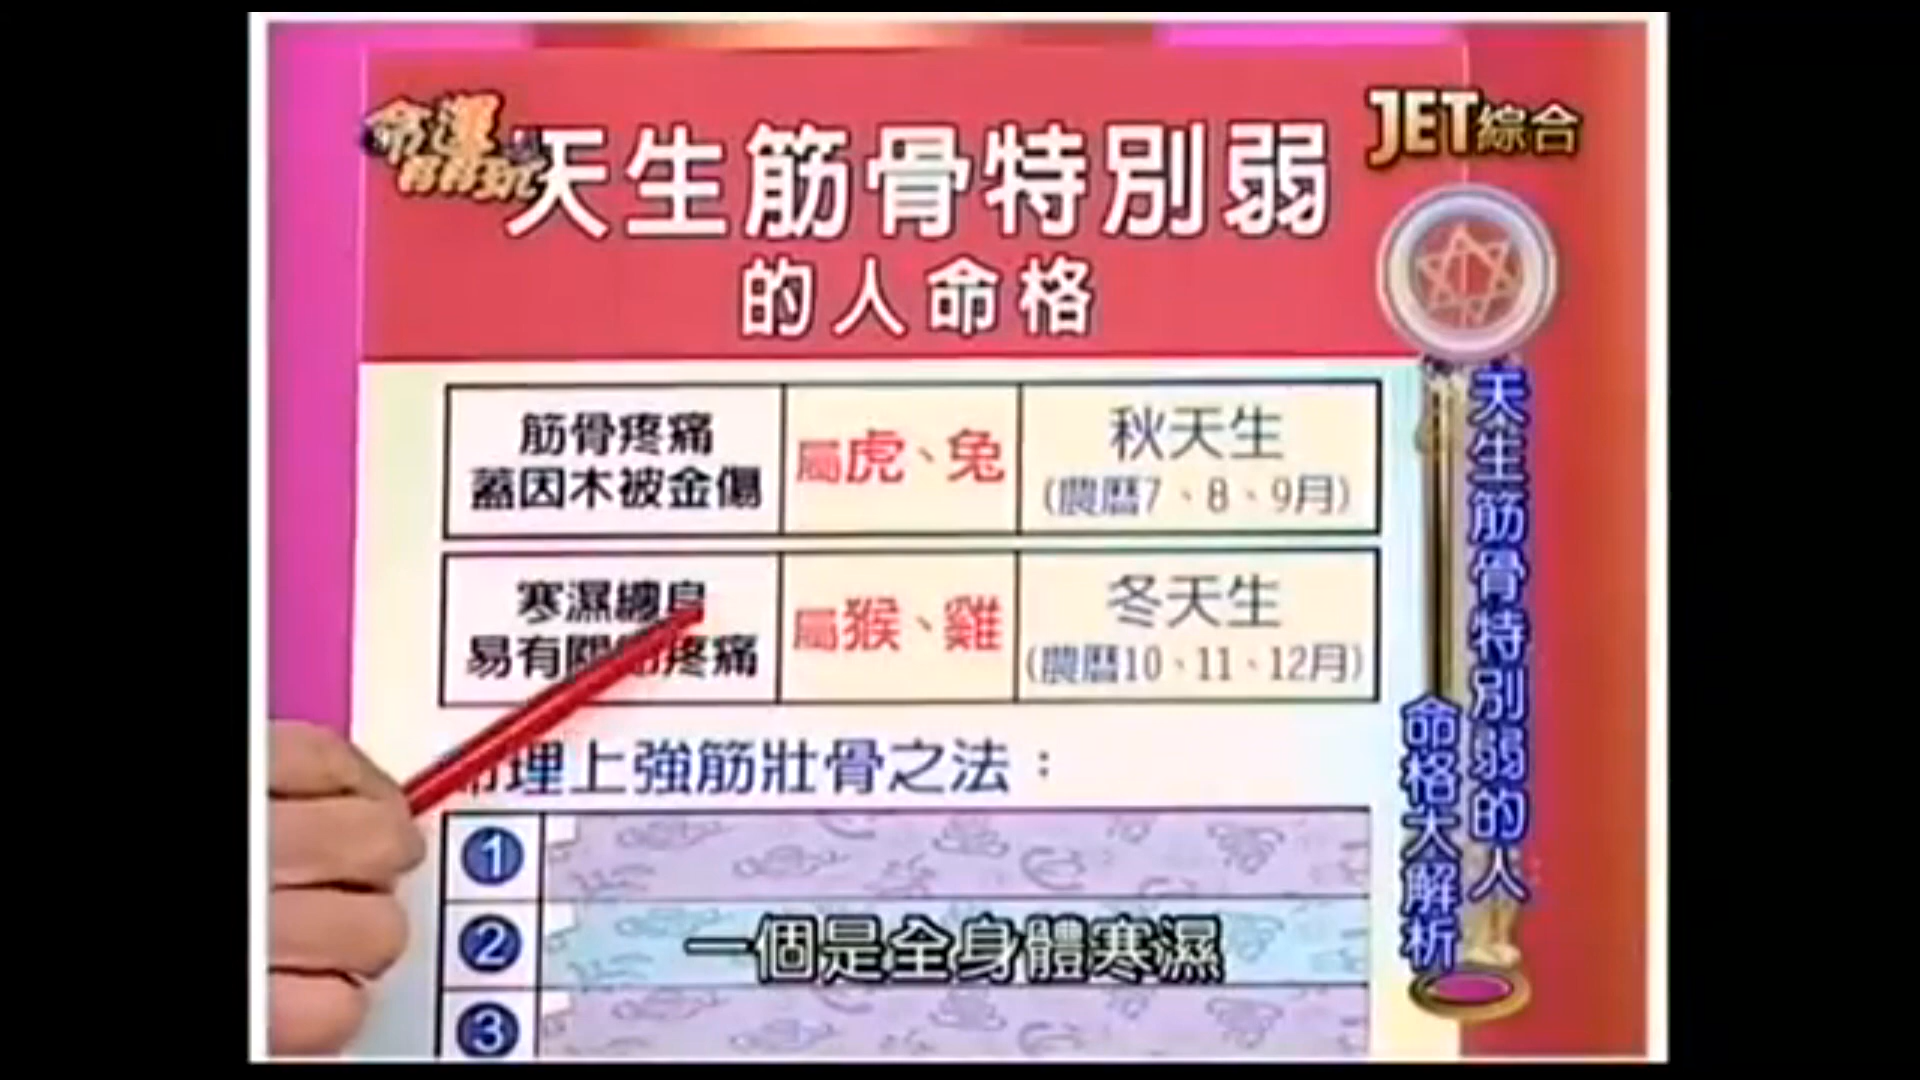 命運好好玩
JET綜合
天生筋骨特別弱
的人命格
筋骨疼痛
蓋因木被金傷
屬虎、兔
秋天生
(農曆7、8、9月)
寒濕纏身
易有關節疼痛
屬猴、雞
冬天生
(農曆10、11、12月)
命理上強筋壯骨之法：
1
2
3
一個是全身體寒濕
天生筋骨特別弱的人
命格大解析